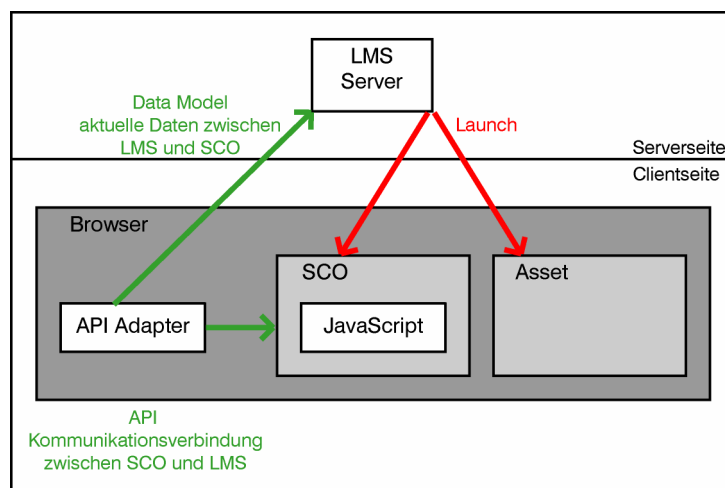 LMS
Server
Data Model
aktuelle Daten zwischen
LMS und SCO
Launch
Serverseite
Clientseite
Browser
SCO
Asset
API Adapter
JavaScript
API
Kommunikationsverbindung
zwischen SCO und LMS